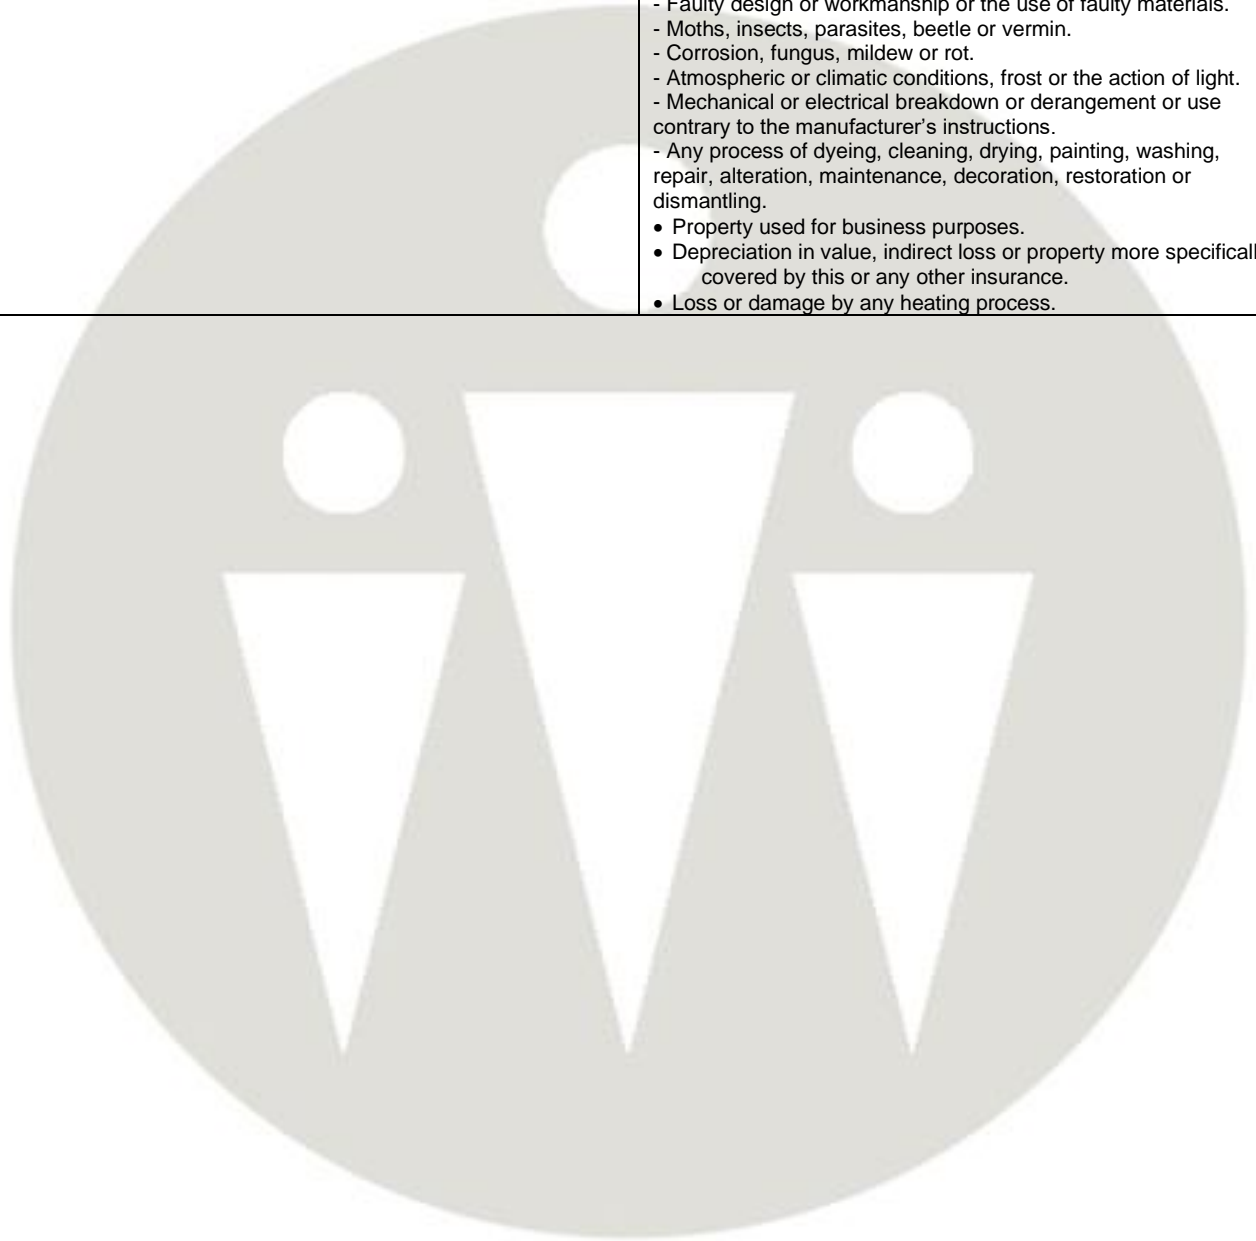 - Faulty design or workmanship or the use of faulty materials.
- Moths, insects, parasites, beetle or vermin.
- Corrosion, fungus, mildew or rot.
- Atmospheric or climatic conditions, frost or the action of light.
- Mechanical or electrical breakdown or derangement or use
contrary to the manufacturer’s instructions.
- Any process of dyeing, cleaning, drying, painting, washing,
repair, alteration, maintenance, decoration, restoration or
dismantling.
• Property used for business purposes.
• Depreciation in value, indirect loss or property more specificall
covered by this or any other insurance.
• Loss or damage by any heating process.